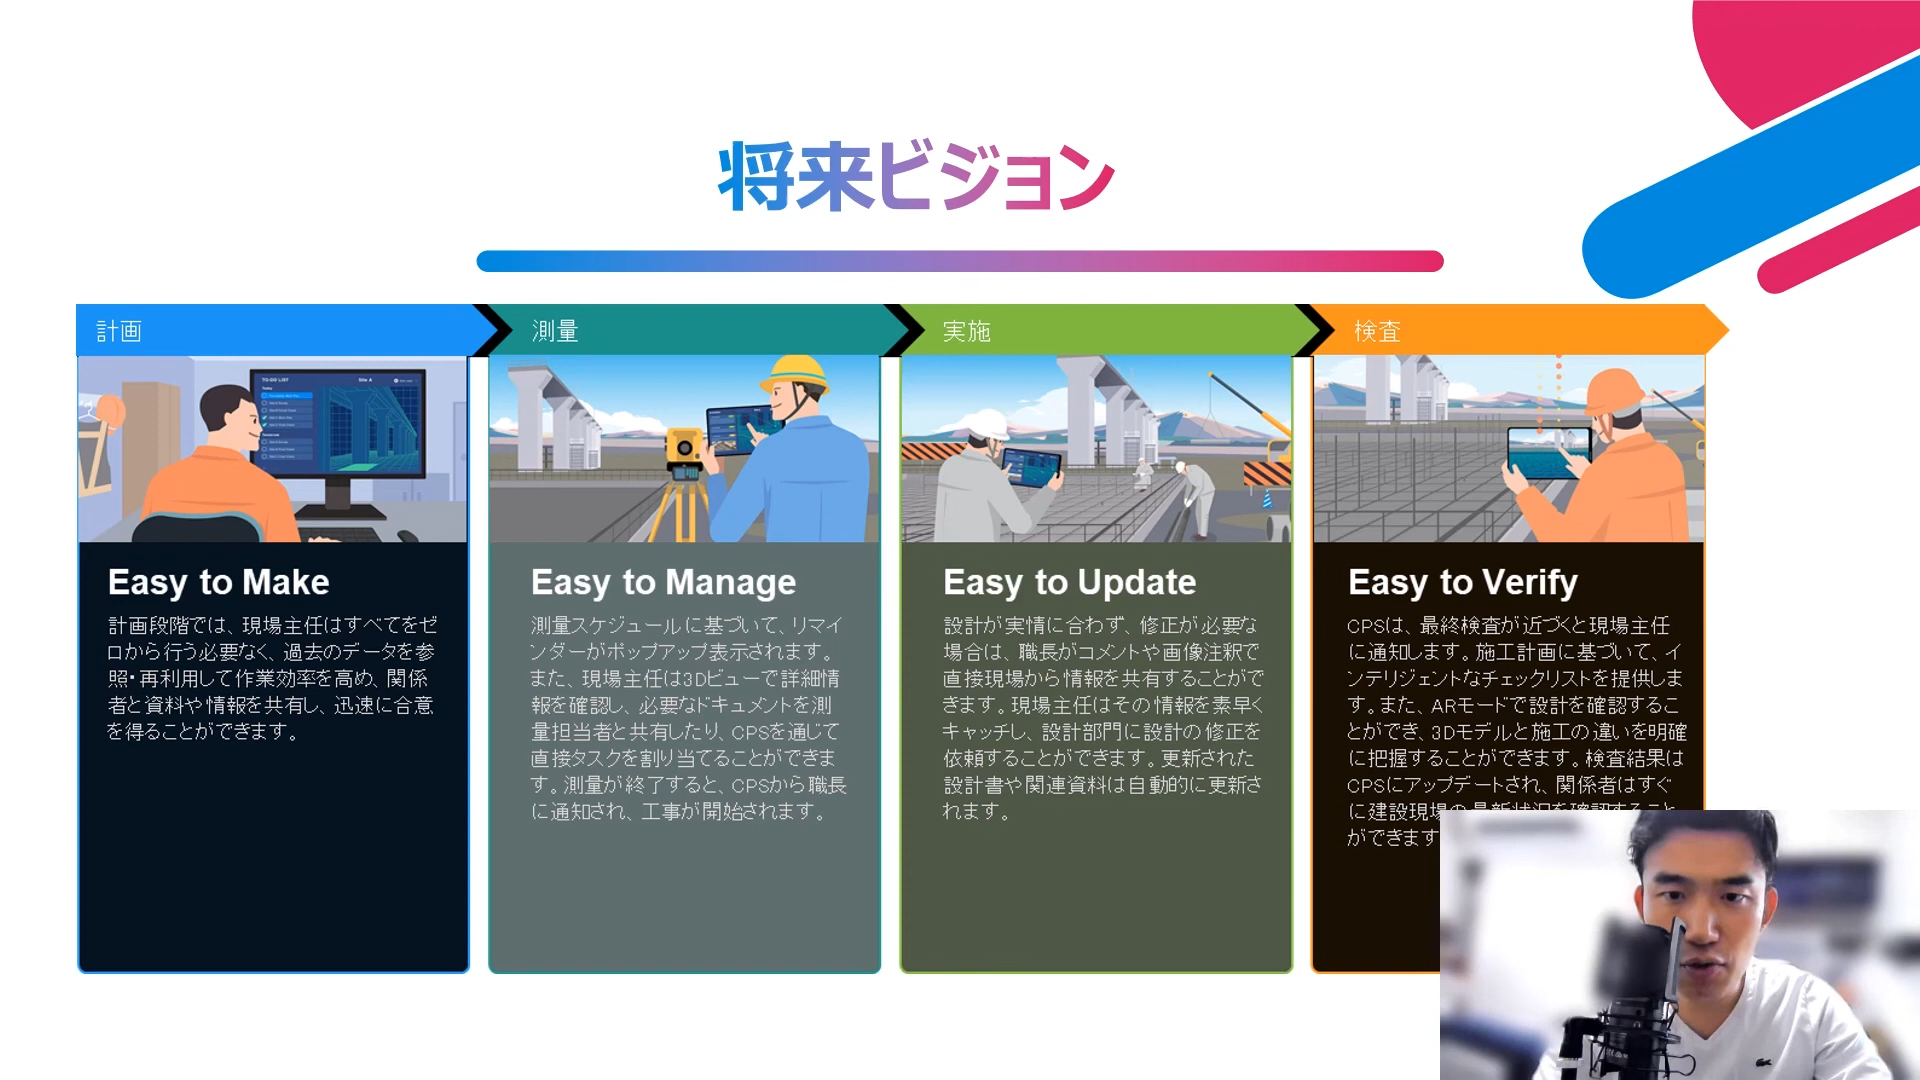 将来ビジョン
計画
測量
実施
検査
TO-DO LIST
Site A
Easy to Make
計画段階では、現場主任はすべてをゼ
ロから行う必要なく、過去のデータを参
照・再利用して作業効率を高め、関係
者と資料や情報を共有し、迅速に合意
を得ることができます。
Easy to Manage
測量スケジュールに基づいて、リマイ
ンダーがポップアップ表示されます。
また、現場主任は3Dビューで詳細情
報を確認し、必要なドキュメントを測
量担当者と共有したり、CPSを通じて
直接タスクを割り当てることができま
す。測量が終了すると、CPSから職長
に通知され、工事が開始されます。
Easy to Update
設計が実情に合わず、修正が必要な
場合は、職長がコメントや画像注釈で
直接現場から情報を共有することがで
きます。現場主任はその情報を素早く
キャッチし、設計部門に設計の修正を
依頼することができます。更新された
設計書や関連資料は自動的に更新さ
れます。
Easy to Verify
CPSは、最終検査が近づくと現場主任
に通知します。施工計画に基づいて、イ
ンテリジェントなチェックリストを提供しま
す。また、ARモードで設計を確認するこ
とができ、3Dモデルと施工の違いを明確
に把握することができます。検査結果は
CPSにアップデートされ、関係者はすぐ
に建設現場の最新状況を確認すること
ができます